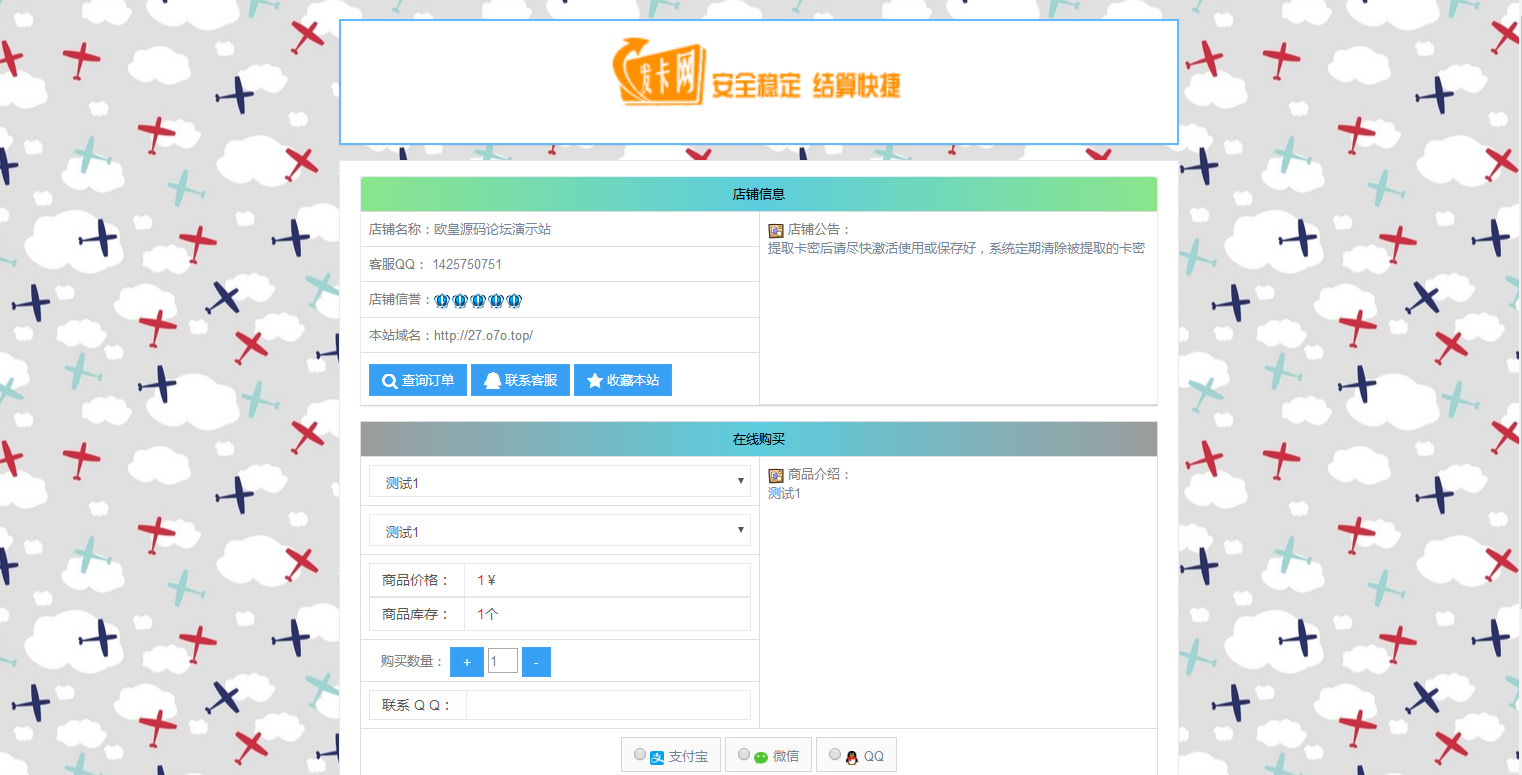 发卡网 安全稳定 结算快捷
店铺信息
店铺名称：欧皇源码论坛演示站
客服QQ： 1425750751
店铺信誉：
本站域名：http://27.o7o.top/
查询订单 联系客服 收藏本站
店铺公告：
提取卡密后请尽快激活使用或保存好，系统定期清除被提取的卡密
在线购买
测试1
测试1
商品价格： 1 ¥
商品库存： 1个
购买数量： + 1 -
联系ＱＱ：
商品介绍：
测试1
支付宝 微信 QQ